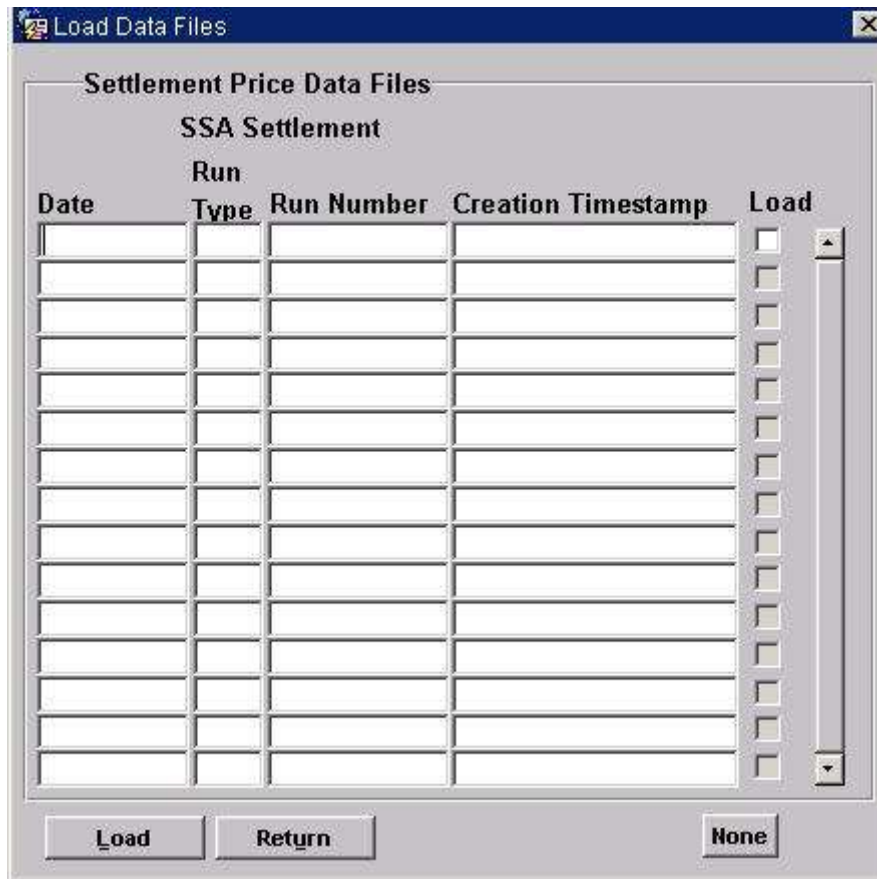 Load Data Files
Settlement Price Data Files
SSA Settlement
Run
Date Type Run Number Creation Timestamp Load
Load Return None